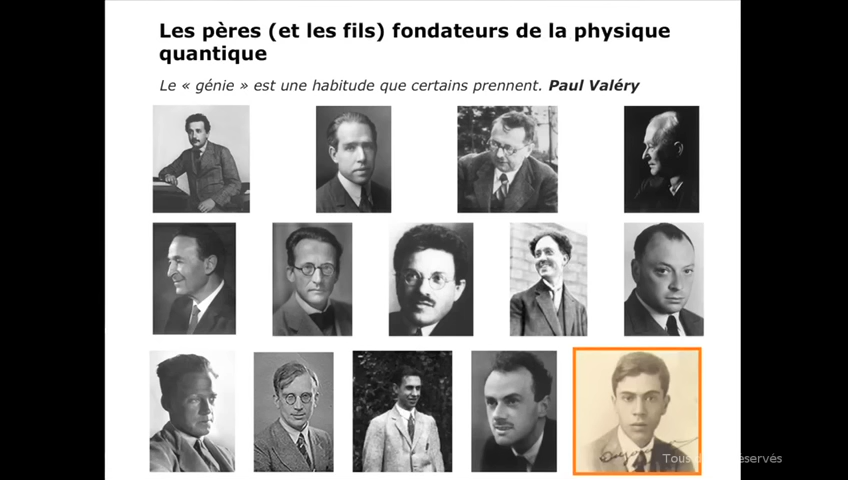 Les pères (et les fils) fondateurs de la physique
quantique
Le « génie » est une habitude que certains prennent. Paul Valéry
Tous réservés